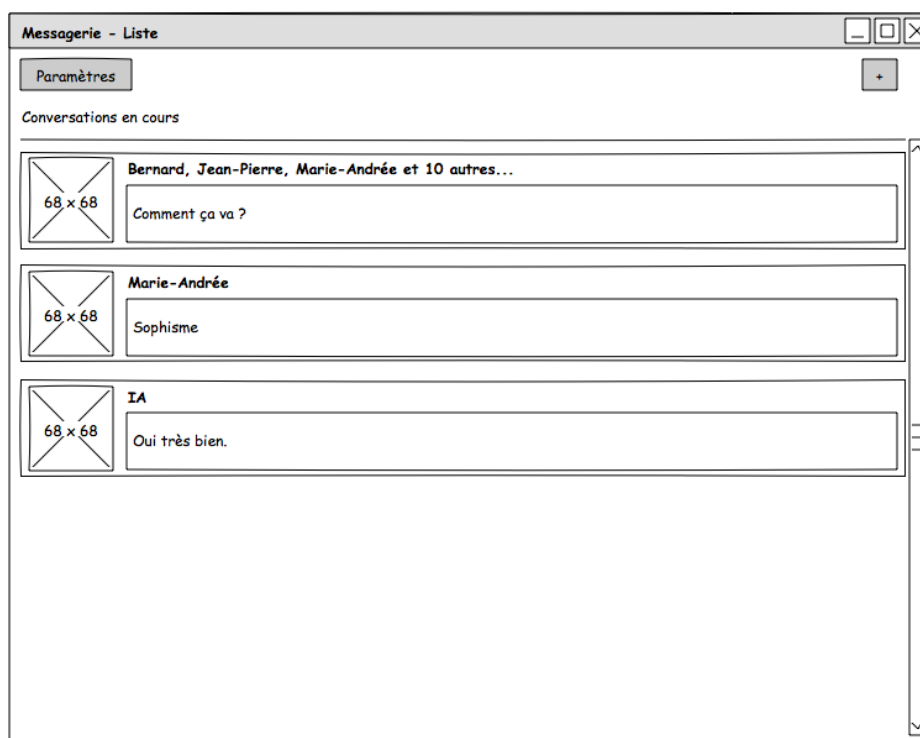 Messagerie - Liste
Paramètres
+
Conversations en cours
Bernard, Jean-Pierre, Marie-Andrée et 10 autres...
68 x 68
Comment ça va ?
Marie-Andrée
68 x 68
Sophisme
IA
68 x 68
Oui très bien.